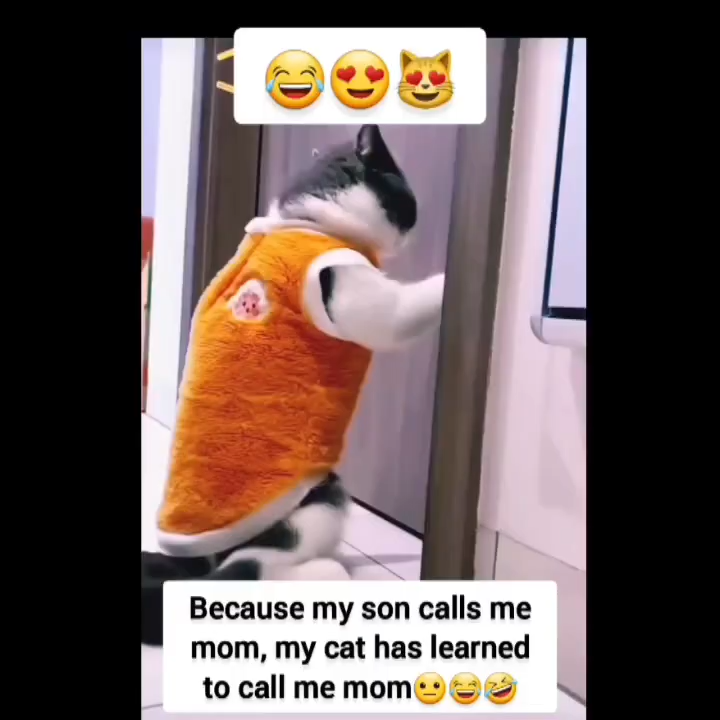 😂😍😻
Because my son calls me
mom, my cat has learned
to call me mom😐😂🤣